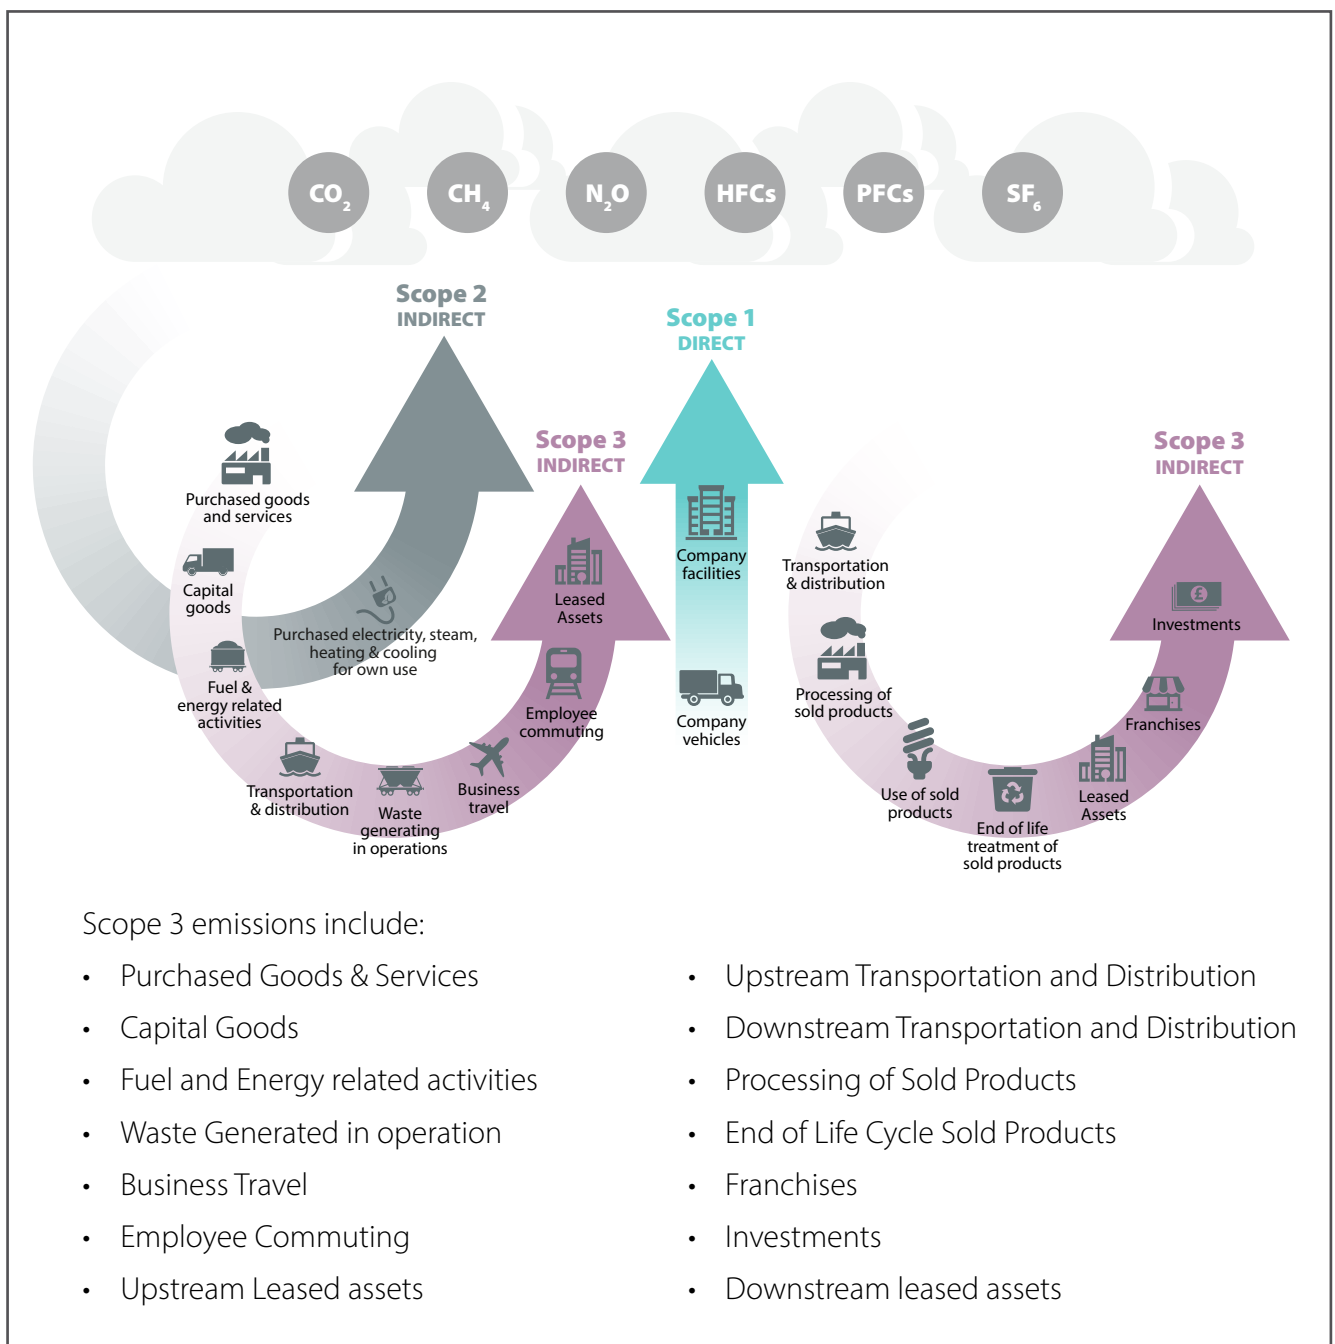 CO2
CH4
N2O
HFCs
PFCs
SF6
Scope 2
INDIRECT
Scope 1
DIRECT
Scope 3
INDIRECT
Scope 3
INDIRECT
Purchased goods
and services
Capital
goods
Fuel &
energy related
activities
Transportation
& distribution
Waste
generating
in operations
Business
travel
Employee
commuting
Leased
Assets
Purchased electricity, steam,
heating & cooling
for own use
Company
facilities
Company
vehicles
Transportation
& distribution
Processing of
sold products
Use of sold
products
End of life
treatment of
sold products
Leased
Assets
Franchises
£
Investments
Scope 3 emissions include:
• Purchased Goods & Services
• Capital Goods
• Fuel and Energy related activities
• Waste Generated in operation
• Business Travel
• Employee Commuting
• Upstream Leased assets
• Upstream Transportation and Distribution
• Downstream Transportation and Distribution
• Processing of Sold Products
• End of Life Cycle Sold Products
• Franchises
• Investments
• Downstream leased assets